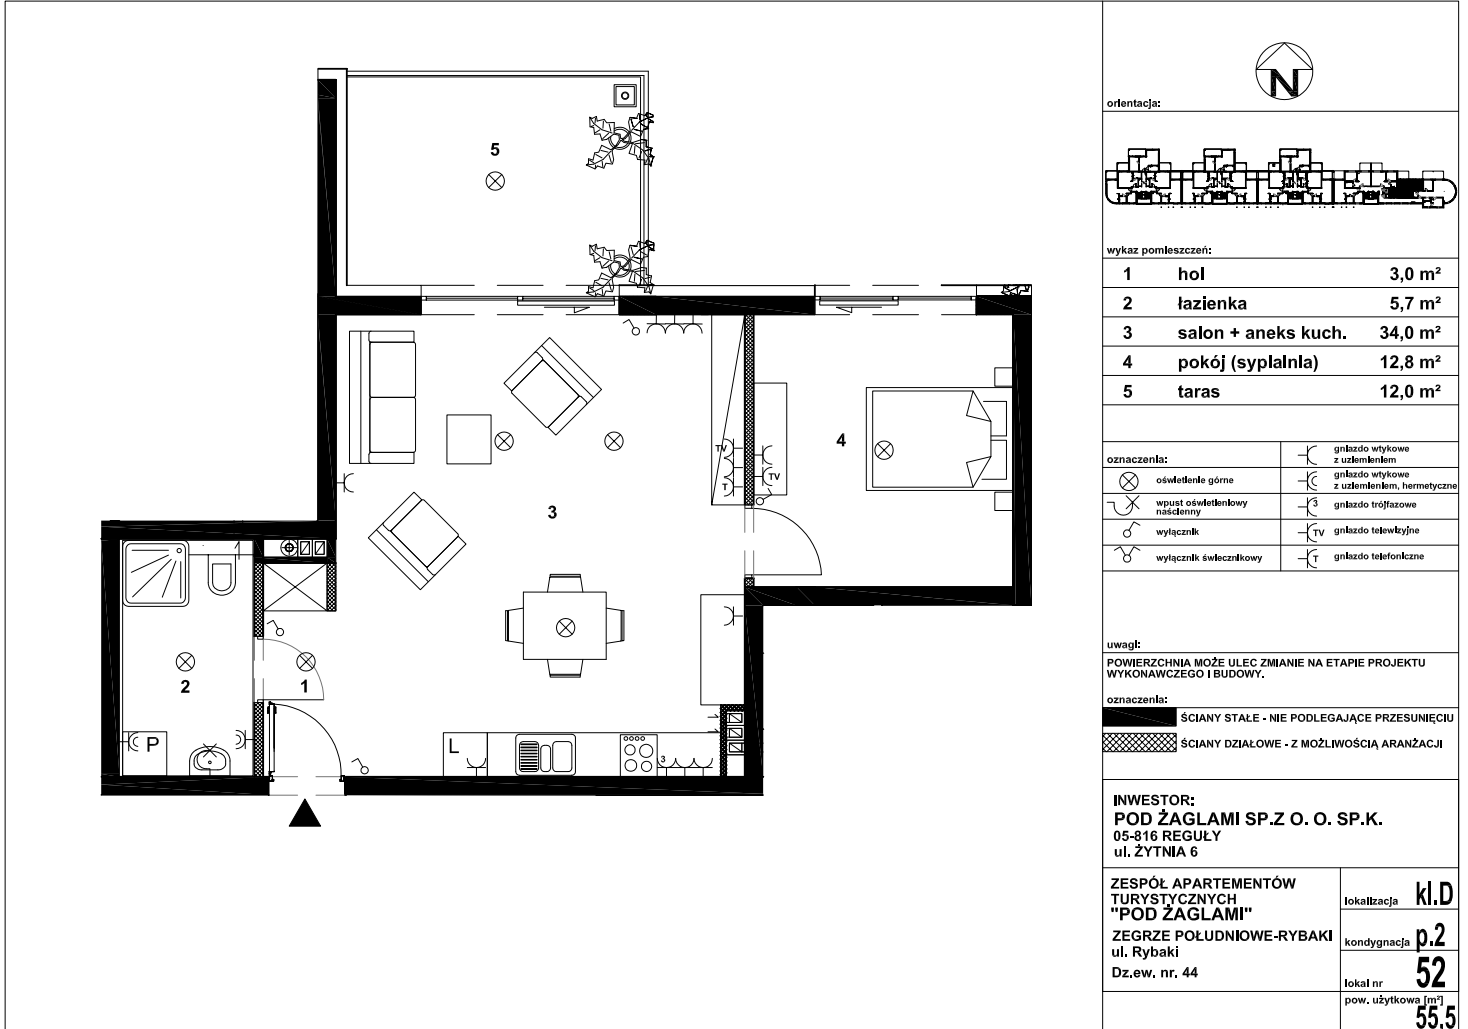 5
TV
T
TV
4
3
2
1
P
L
3
N
orientacja:
wykaz pomieszczeń:
1 hol 3,0 m²
2 łazienka 5,7 m²
3 salon + aneks kuch. 34,0 m²
4 pokój (sypialnia) 12,8 m²
5 taras 12,0 m²
oznaczenia:
oświetlenie górne
wpust oświetleniowy
naścienny
wyłącznik
wyłącznik świecznikowy
gniazdo wtykowe
z uziemieniem
gniazdo wtykowe
z uziemieniem, hermetyczne
3 gniazdo trójfazowe
TV gniazdo telewizyjne
T gniazdo telefoniczne
uwagi:
POWIERZCHNIA MOŻE ULEC ZMIANIE NA ETAPIE PROJEKTU
WYKONAWCZEGO I BUDOWY.
oznaczenia:
ŚCIANY STAŁE - NIE PODLEGAJĄCE PRZESUNIĘCIU
ŚCIANY DZIAŁOWE - Z MOŻLIWOŚCIĄ ARANŻACJI
INWESTOR:
POD ŻAGLAMI SP.Z O. O. SP.K.
05-816 REGUŁY
ul. ŻYTNIA 6
ZESPÓŁ APARTEMENTÓW
TURYSTYCZNYCH
"POD ŻAGLAMI"
ZEGRZE POŁUDNIOWE-RYBAKI
ul. Rybaki
Dz.ew. nr. 44
lokalizacja kl.D
kondygnacja p.2
lokal nr 52
pow. użytkowa [m²]
55,5